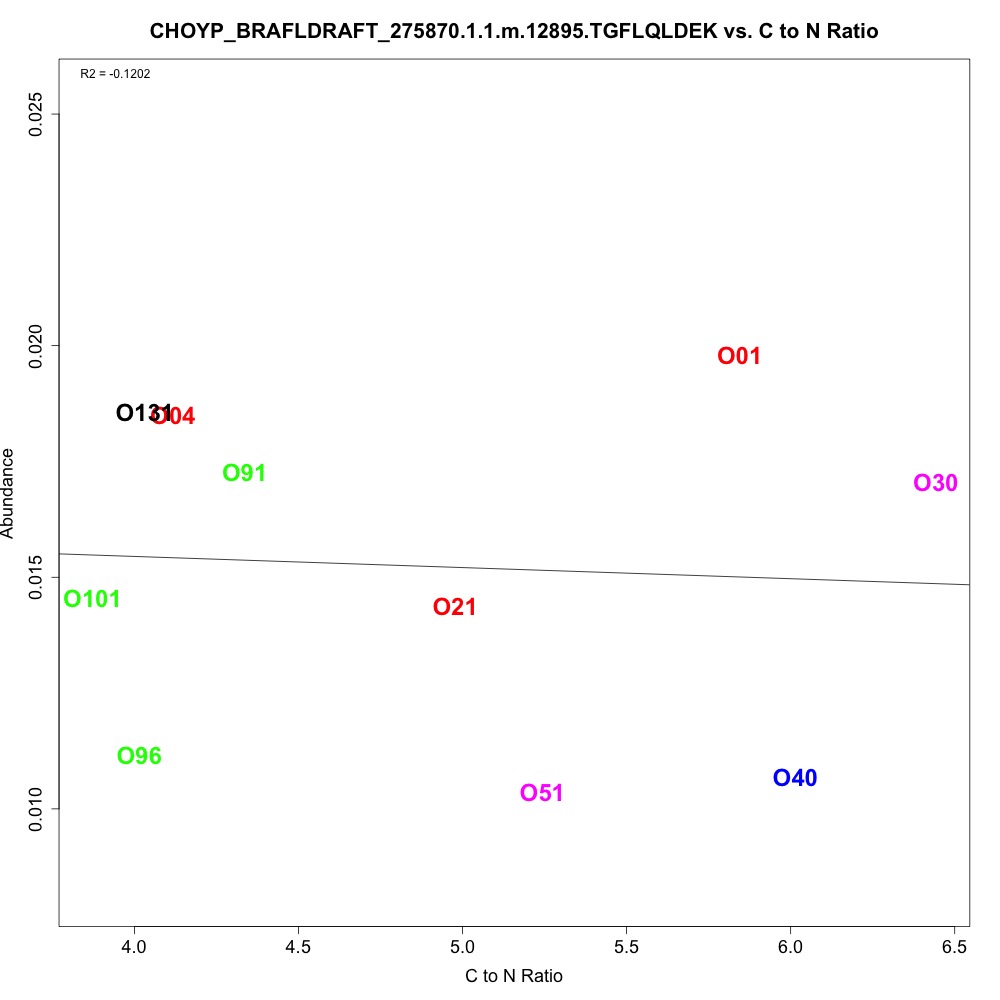 CHOYP_BRAFLDRAFT_275870.1.1.m.12895.TGFLQLDEK vs. C to N Ratio
R2 = -0.1202
0.025
0.020
0.015
0.010
Abundance
O01
O131
O04
O91
O30
O101
O21
O96
O51
O40
4.0 4.5 5.0 5.5 6.0 6.5
C to N Ratio